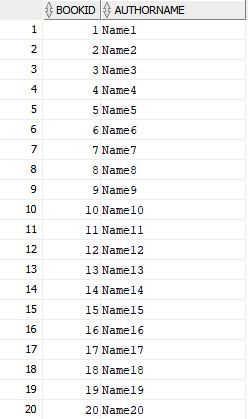 BOOKID AUTHORNAME
1 1 Name1
2 2 Name2
3 3 Name3
4 4 Name4
5 5 Name5
6 6 Name6
7 7 Name7
8 8 Name8
9 9 Name9
10 10 Name10
11 11 Name11
12 12 Name12
13 13 Name13
14 14 Name14
15 15 Name15
16 16 Name16
17 17 Name17
18 18 Name18
19 19 Name19
20 20 Name20